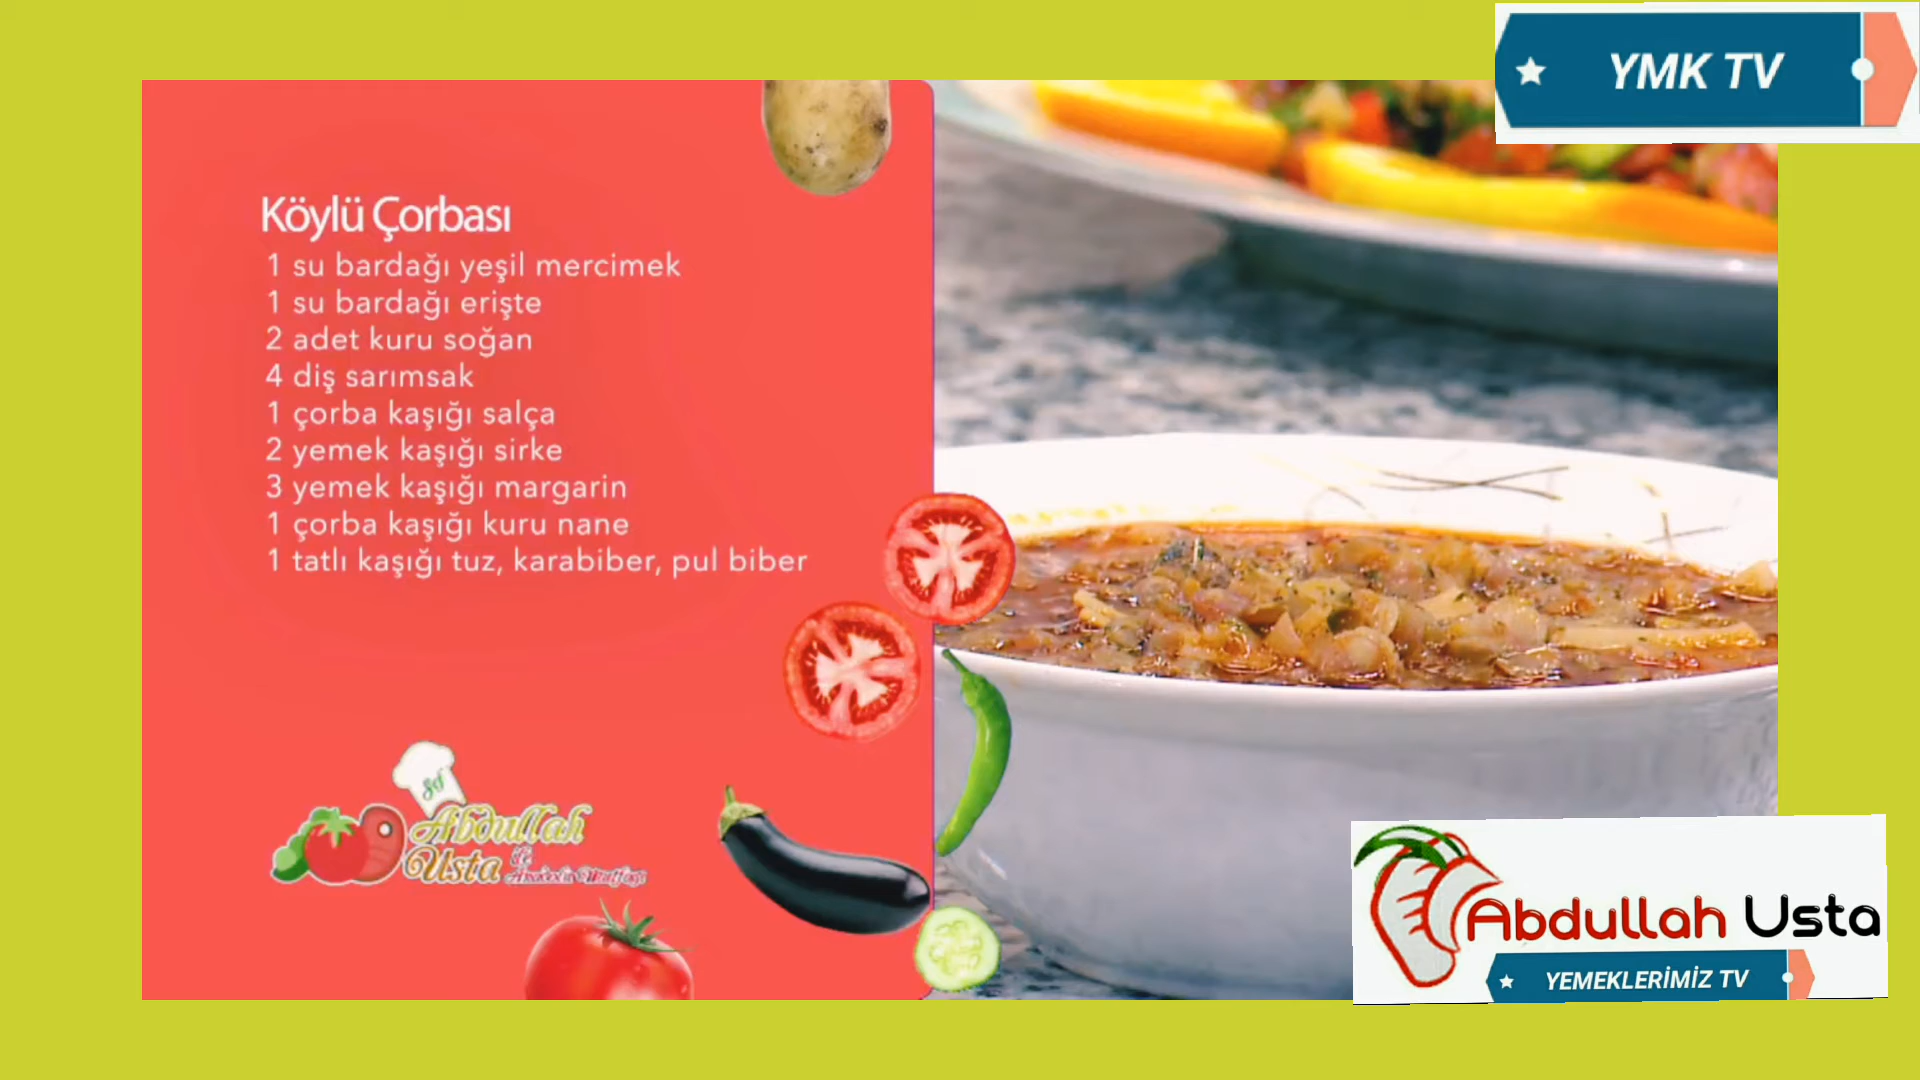 YMK TV
Köylü Çorbası
1 su bardağı yeşil mercimek
1 su bardağı erişte
2 adet kuru soğan
4 diş sarımsak
1 çorba kaşığı salça
2 yemek kaşığı sirke
3 yemek kaşığı margarin
1 çorba kaşığı kuru nane
1 tatlı kaşığı tuz, karabiber, pul biber
Abdullah
Usta ile
Abdullah Usta
YEMEKLERİMİZ TV